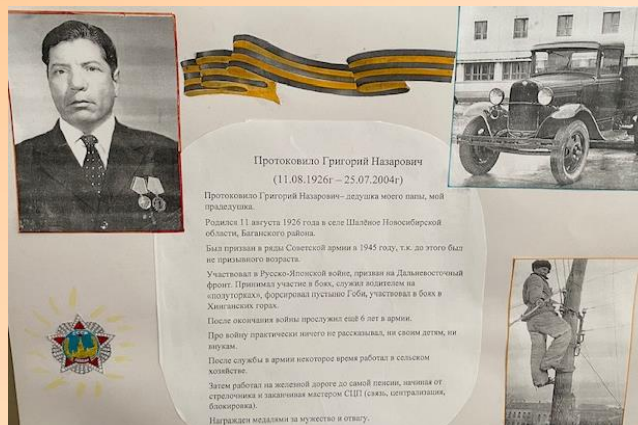 Протоковило Григорий Назарович
(11.08.1926г – 25.07.2004г)
Протоковило Григорий Назарович– дедушка моего папы, мой
прадедушка.
Родился 11 августа 1926 года в селе Шалёное Новосибирской
области, Баганского района.
Был призван в ряды Советской армии в 1945 году, т.к. до этого был
не призывного возраста.
Участвовал в Русско-Японской войне, призван на Дальневосточный
фронт. Принимал участие в боях, служил водителем на
«полуторках», форсировал пустыню Гоби, участвовал в боях в
Хинганских горах.
После окончания войны прослужил ещё 6 лет в армии.
Про войну практически ничего не рассказывал, ни своим детям, ни
внукам.
После службы в армии некоторое время работал в сельском
хозяйстве.
Затем работал на железной дороге до самой пенсии, начиная от
стрелочника и заканчивая мастером СЦП (связь, централизация,
блокировка).
Награжден медалями за мужество и отвагу.